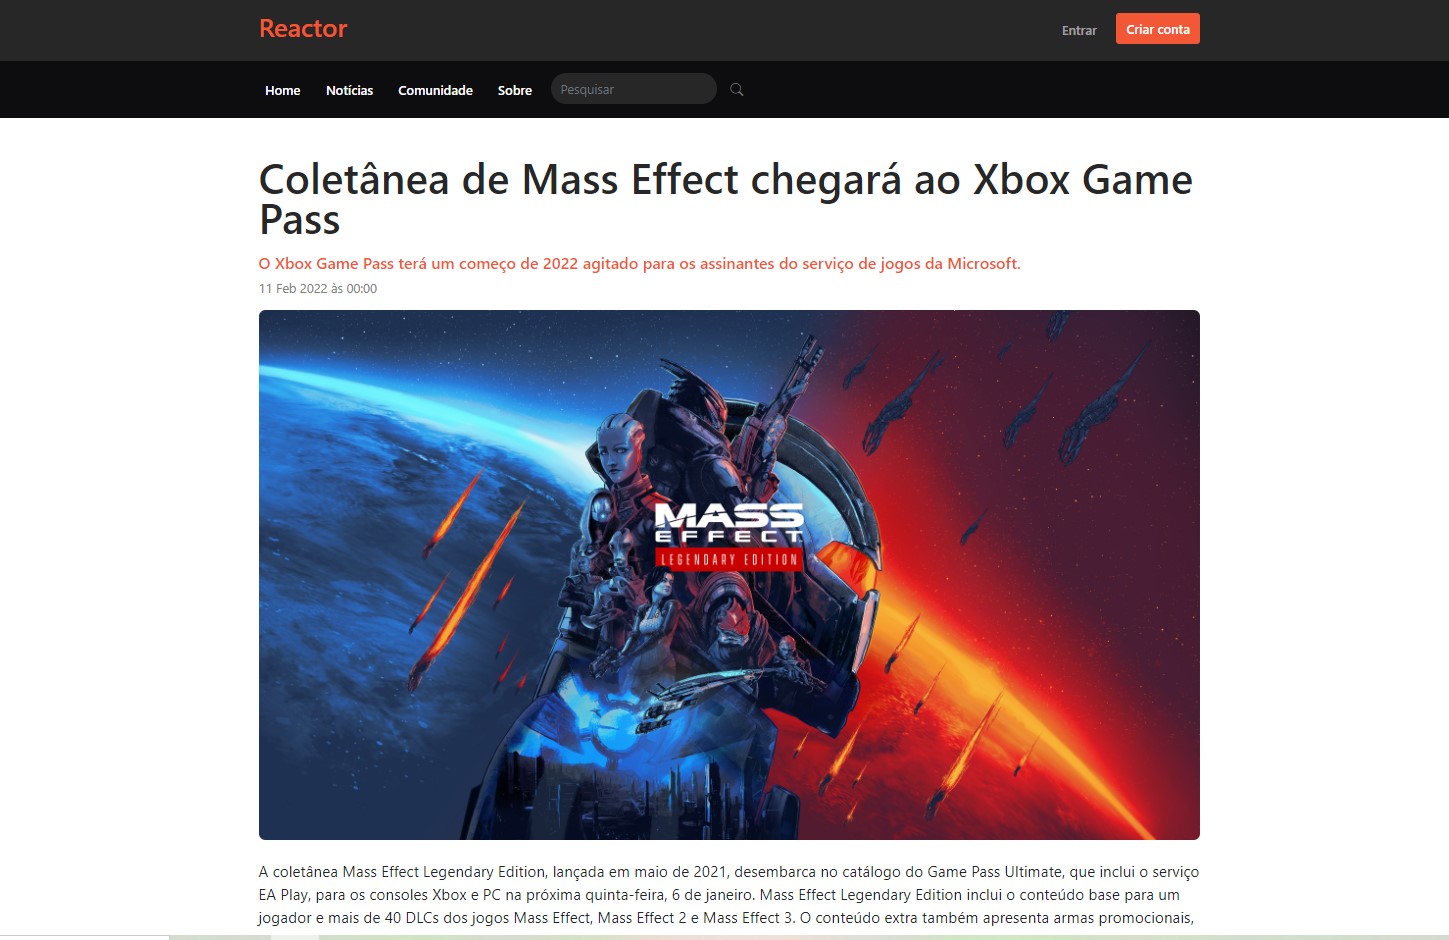 Reactor
Entrar
Criar conta
Home
Notícias
Comunidade
Sobre
Pesquisar
Coletânea de Mass Effect chegará ao Xbox Game
Pass
O Xbox Game Pass terá um começo de 2022 agitado para os assinantes do serviço de jogos da Microsoft.
11 Feb 2022 às 00:00
MASS
EFFECT
LEGENDARY EDITION
A coletânea Mass Effect Legendary Edition, lançada em maio de 2021, desembarca no catálogo do Game Pass Ultimate, que inclui o serviço
EA Play, para os consoles Xbox e PC na próxima quinta-feira, 6 de janeiro. Mass Effect Legendary Edition inclui o conteúdo base para um
jogador e mais de 40 DLCs dos jogos Mass Effect, Mass Effect 2 e Mass Effect 3. O conteúdo extra também apresenta armas promocionais,